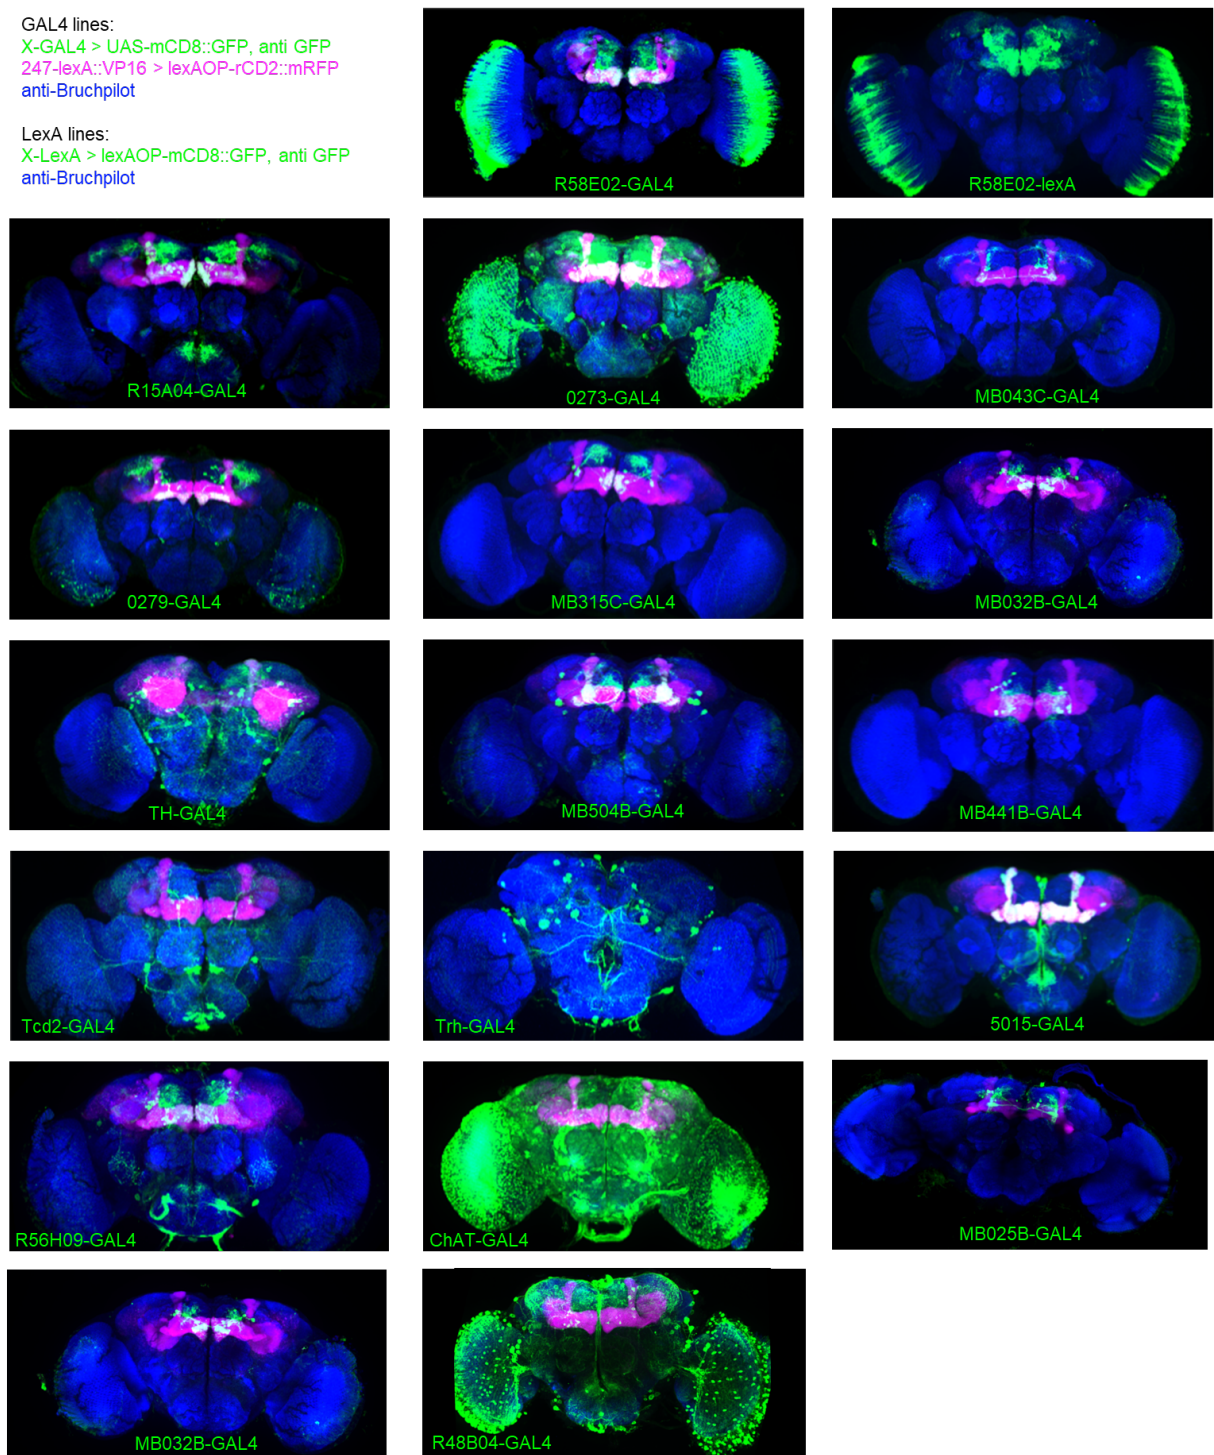 GAL4 lines:
X-GAL4 > UAS-mCD8::GFP, anti GFP
247-lexA::VP16 > lexAOP-rCD2::mRFP
anti-Bruchpilot
LexA lines:
X-LexA > lexAOP-mCD8::GFP, anti GFP
anti-Bruchpilot
R58E02-GAL4
R58E02-lexA
R15A04-GAL4
0273-GAL4
MB043C-GAL4
0279-GAL4
MB315C-GAL4
MB032B-GAL4
TH-GAL4
MB504B-GAL4
MB441B-GAL4
Tcd2-GAL4
Trh-GAL4
5015-GAL4
R56H09-GAL4
ChAT-GAL4
MB025B-GAL4
MB032B-GAL4
R48B04-GAL4